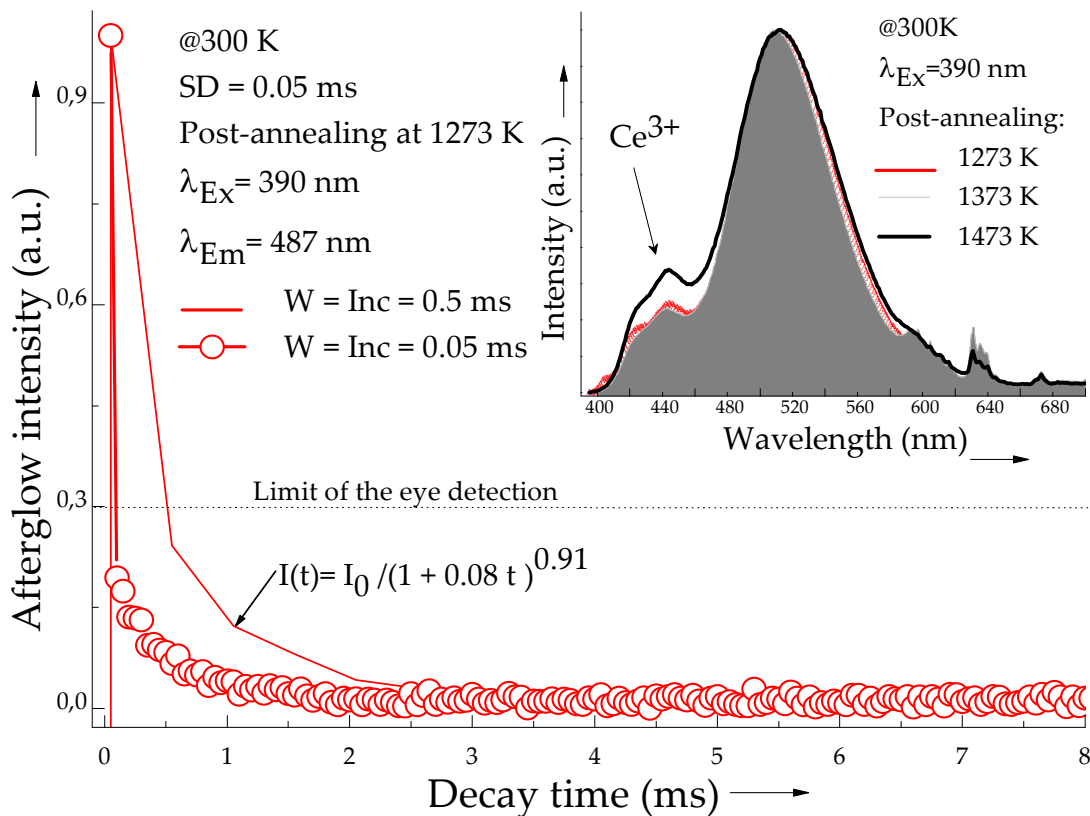 @300 K
SD = 0.05 ms
Post-annealing at 1273 K
λEx= 390 nm
λEm = 487 nm
W = Inc = 0.5 ms
W = Inc = 0.05 ms
Afterglow intensity (a.u.)
0,9
0,6
0,3
0,0
Limit of the eye detection
I(t)= I0 /(1 + 0.08 t )0.91
0
1
2
3
4
5
6
7
8
Decay time (ms)
@300K
λEx=390 nm
Post-annealing:
1273 K
1373 K
1473 K
Ce3+
Intensity (a.u.)
400
440
480
520
560
600
640
680
Wavelength (nm)